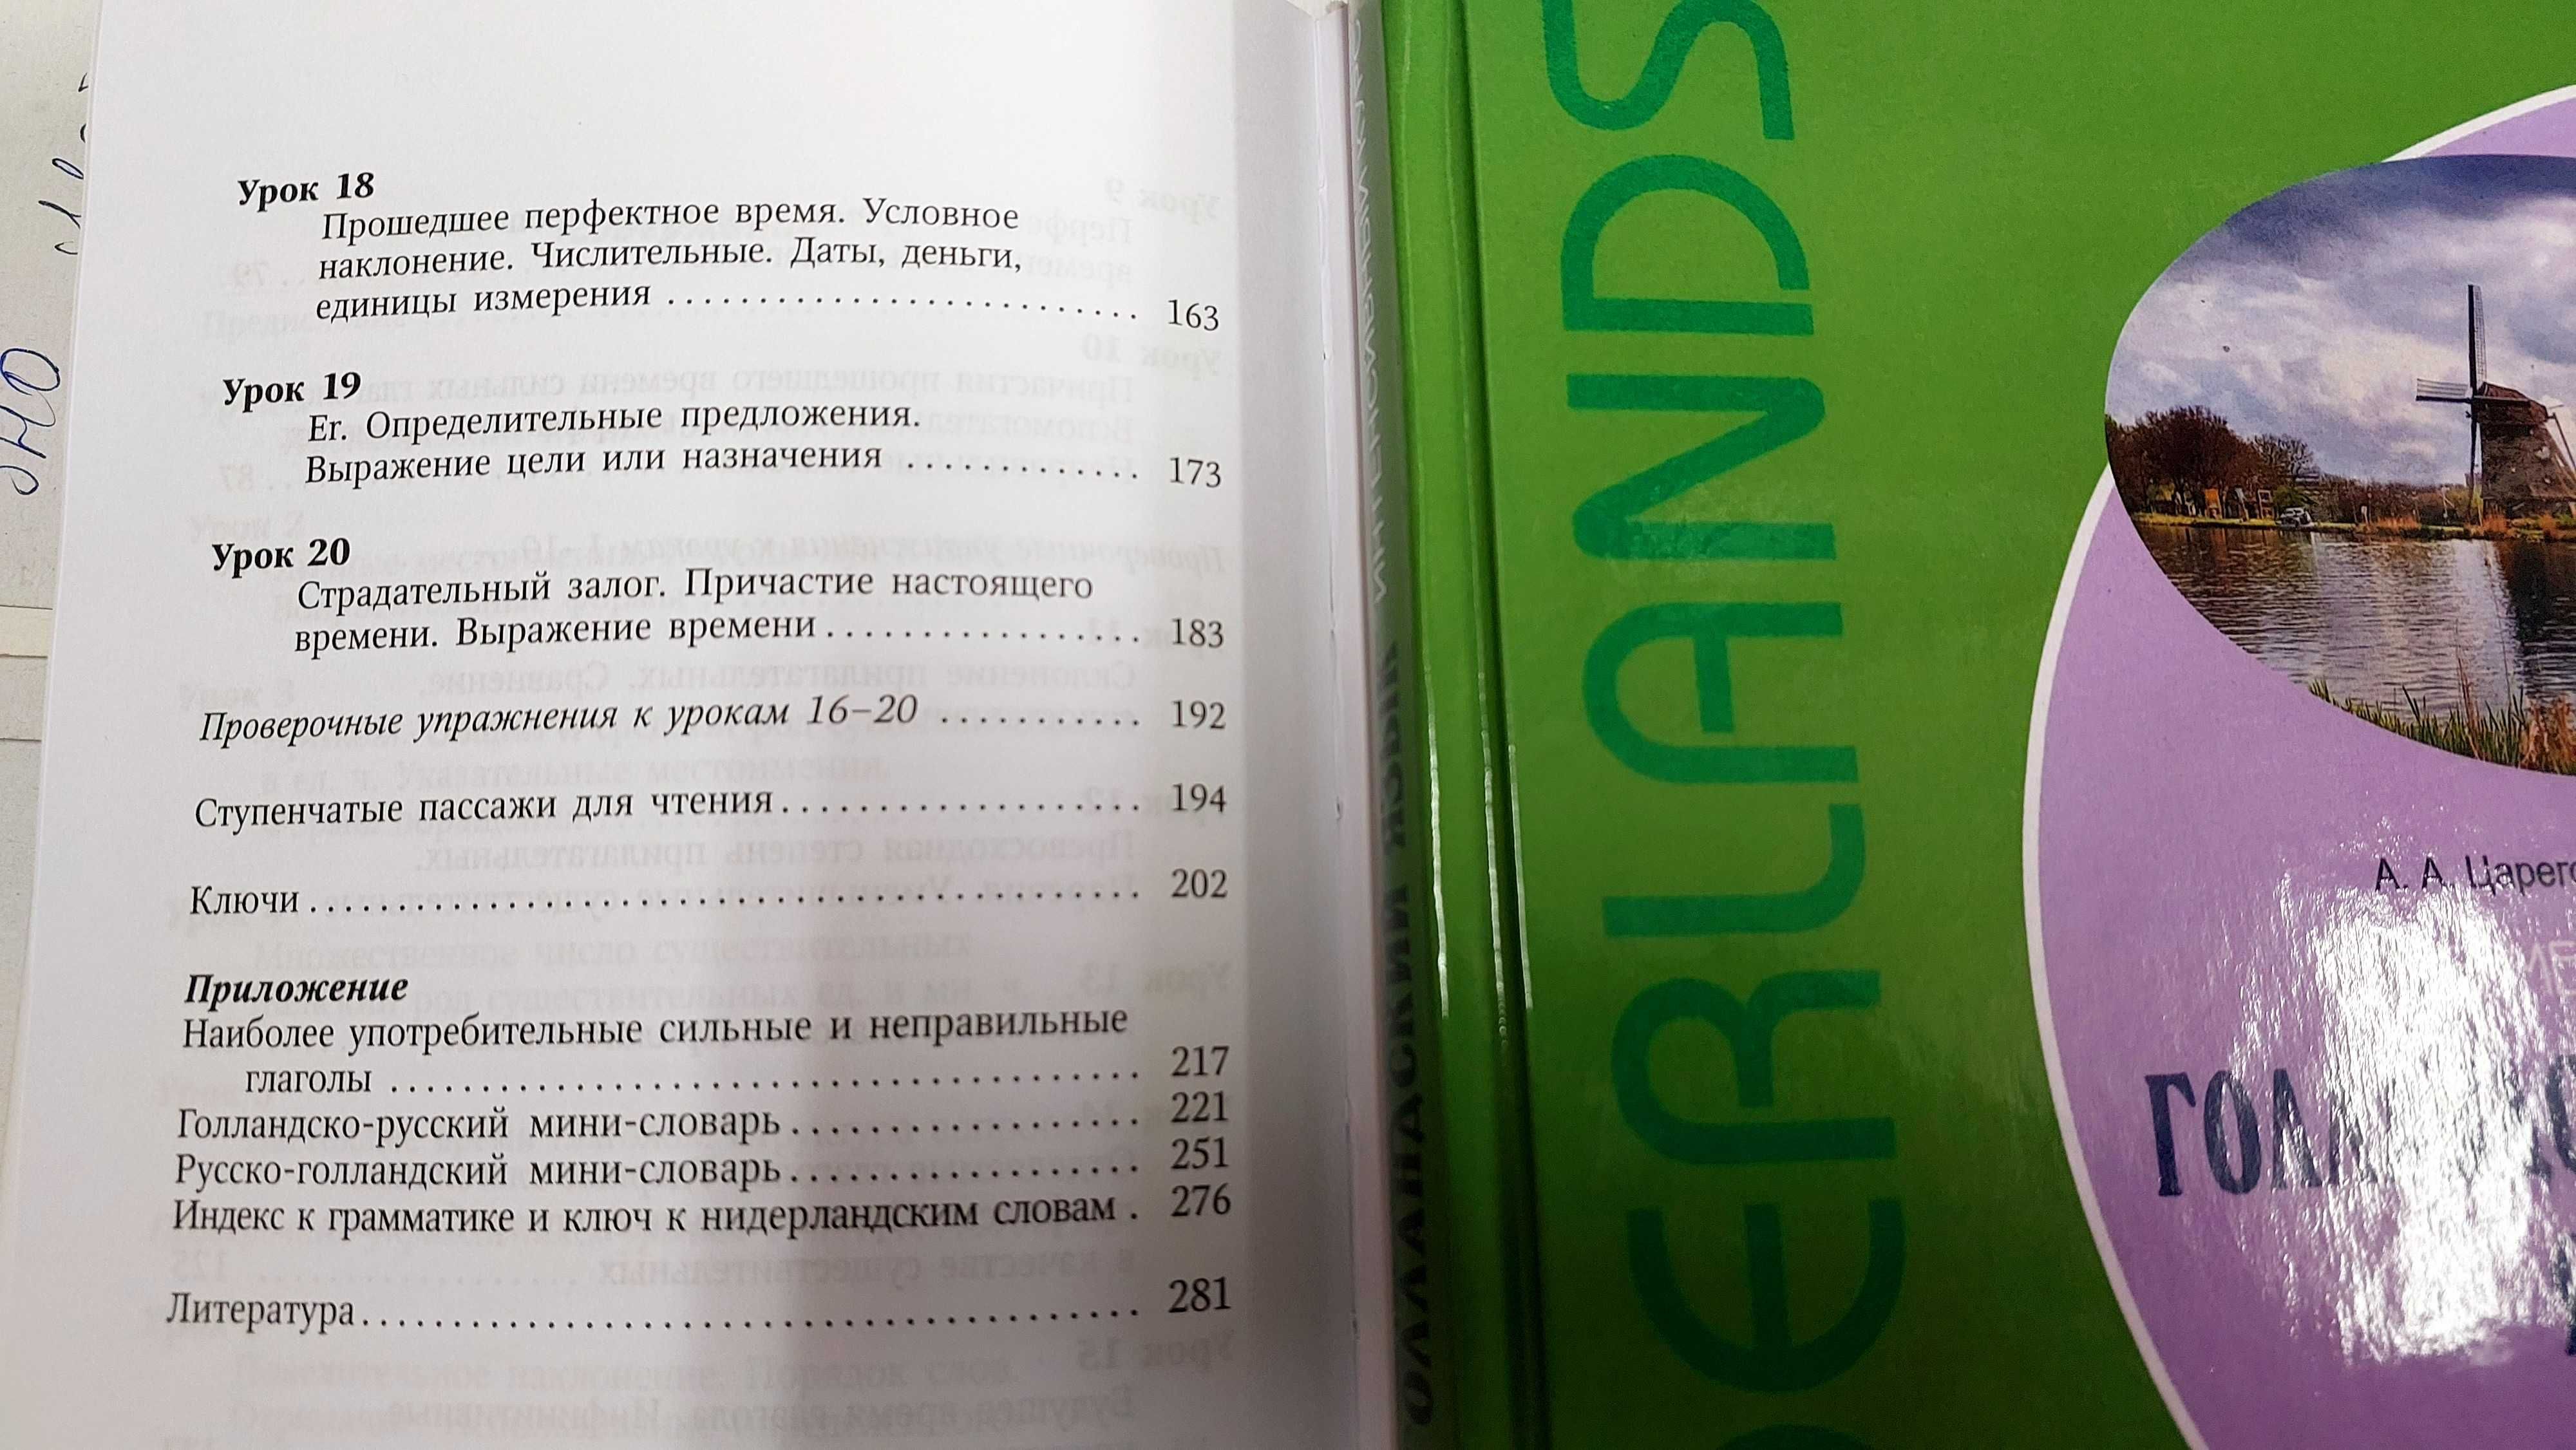 Урок 18
Прошедшее перфектное время. Условное
наклонение. Числительные. Даты, деньги,
единицы измерения ........................... 163
Урок 19
Er. Определительные предложения.
Выражение цели или назначения ............. 173
Урок 20
Страдательный залог. Причастие настоящего
времени. Выражение времени ................. 183
Проверочные упражнения к урокам 16–20 ........... 192
Ступенчатые пассажи для чтения .................... 194
Ключи ................................................ 202
Приложение
Наиболее употребительные сильные и неправильные
глаголы .......................................... 217
Голландско-русский мини-словарь ................... 221
Русско-голландский мини-словарь ................... 251
Индекс к грамматике и ключ к нидерландским словам . 276
Литература ............................................ 281
ERLANDS
А. А.